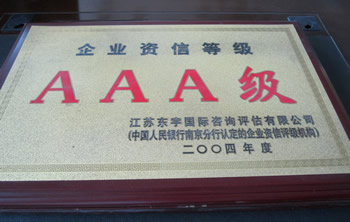 企业资信等级
AAA级
江苏东宇国际咨询评估有限公司
(中国人民银行南京分行认定的企业资信评级机构)
二〇〇四年度